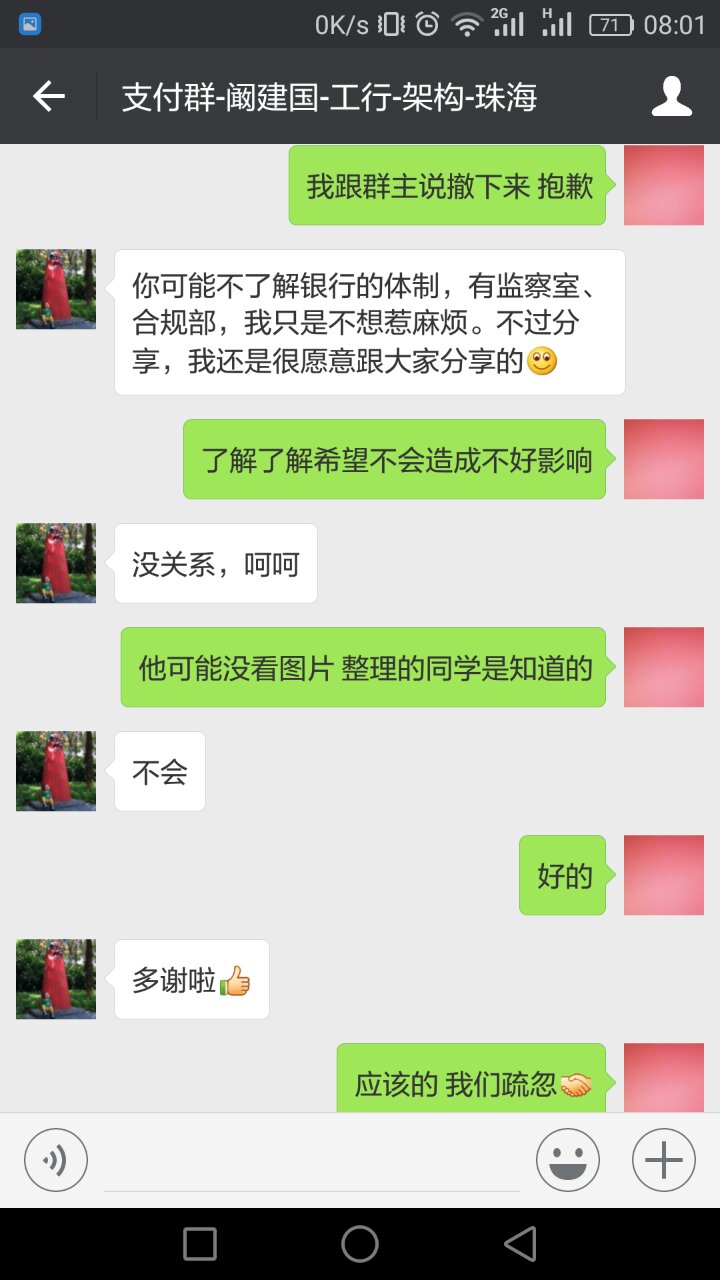 0K/s 2G H 71 08:01
支付群-阚建国-工行-架构-珠海
我跟群主说撤下来 抱歉
你可能不了解银行的体制，有监察室、
合规部，我只是不想惹麻烦。不过分
享，我还是很愿意跟大家分享的
了解了解希望不会造成不好影响
没关系，呵呵
他可能没看图片 整理的同学是知道的
不会
好的
多谢啦
应该的 我们疏忽